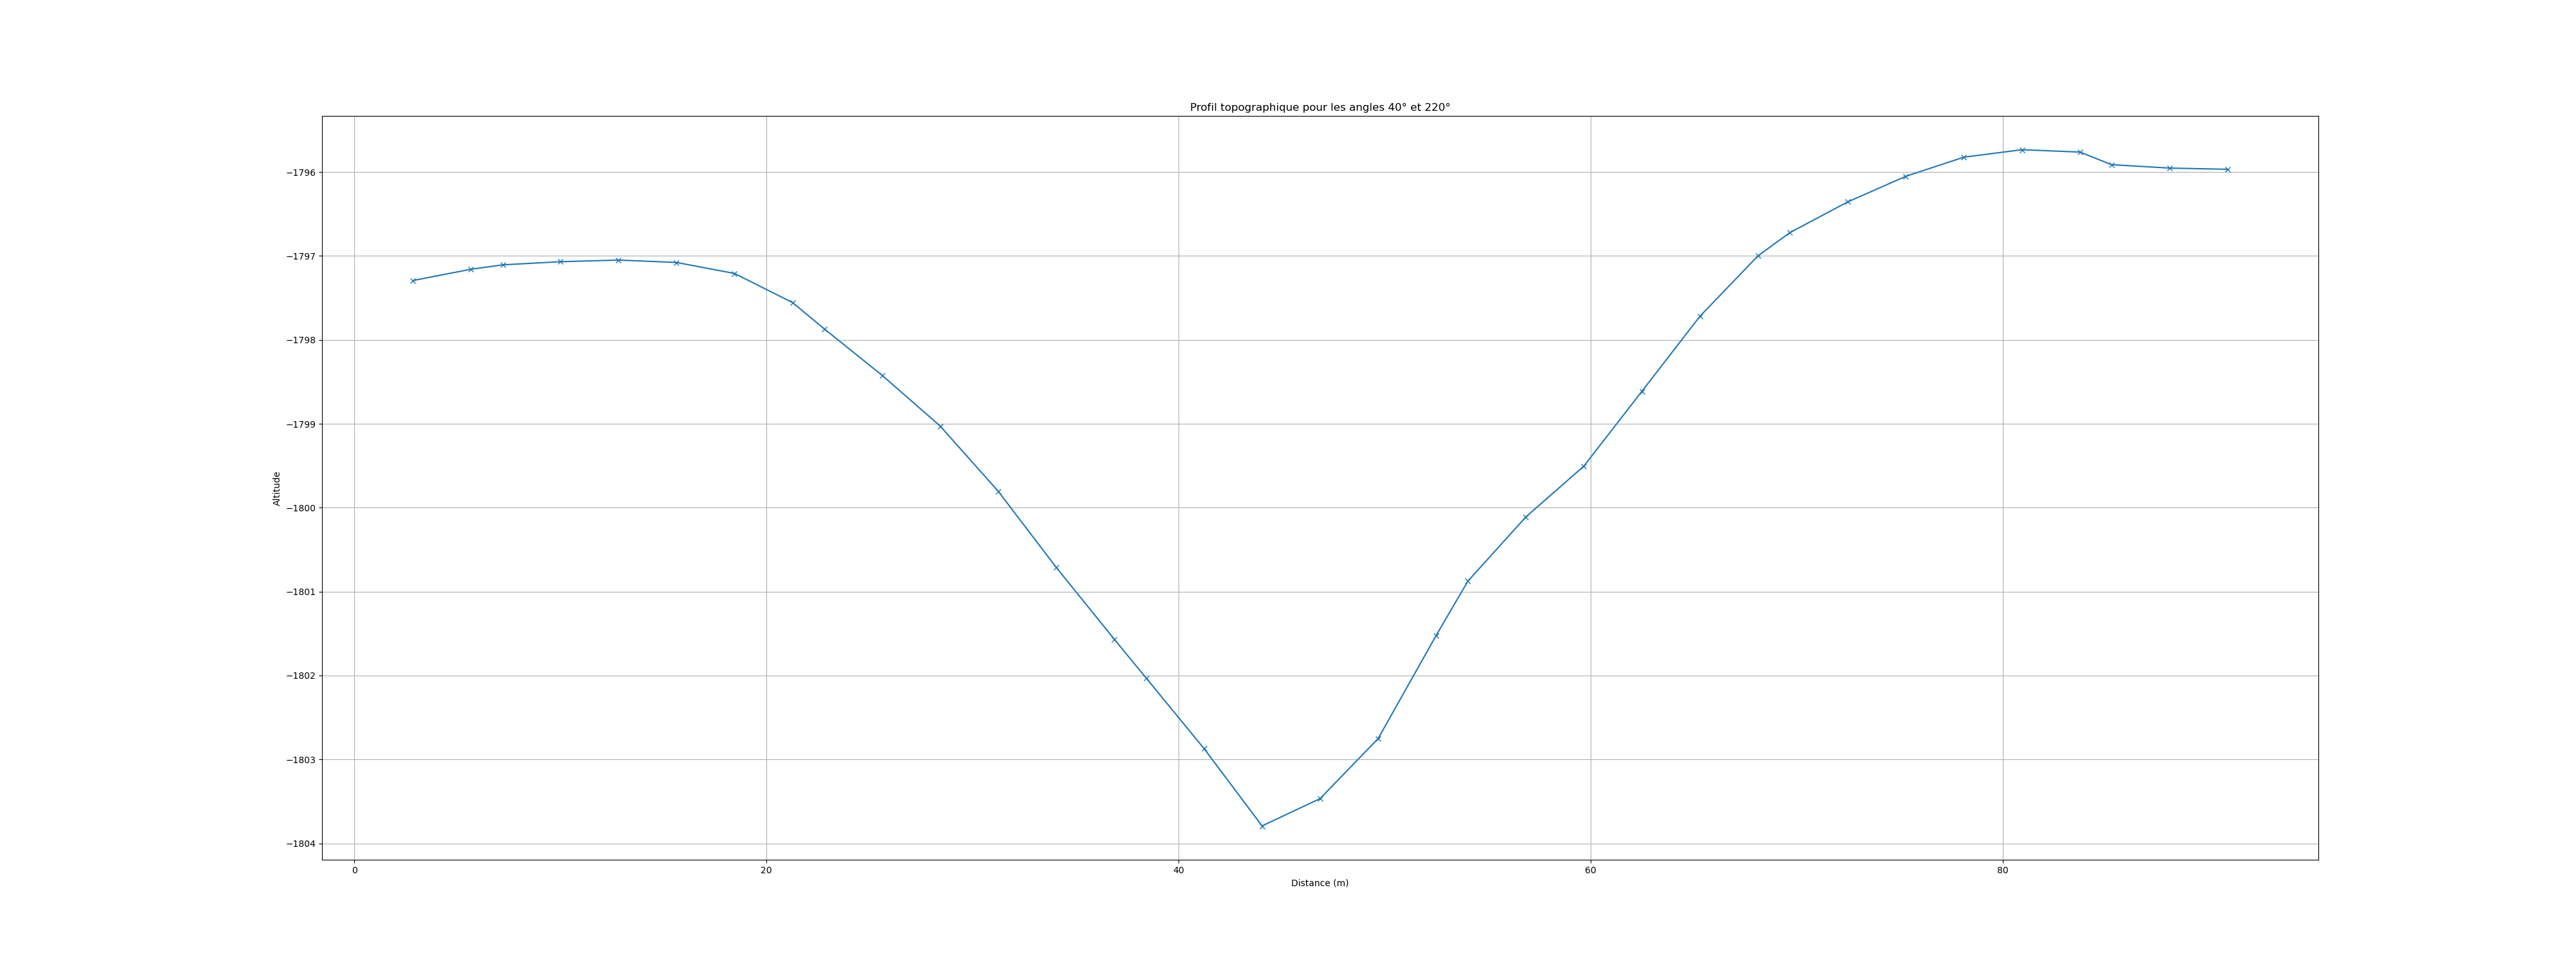 Profil topographique pour les angles 40° et 220°
Altitude
−1796
−1797
−1798
−1799
−1800
−1801
−1802
−1803
−1804
0 20 40 60 80
Distance (m)